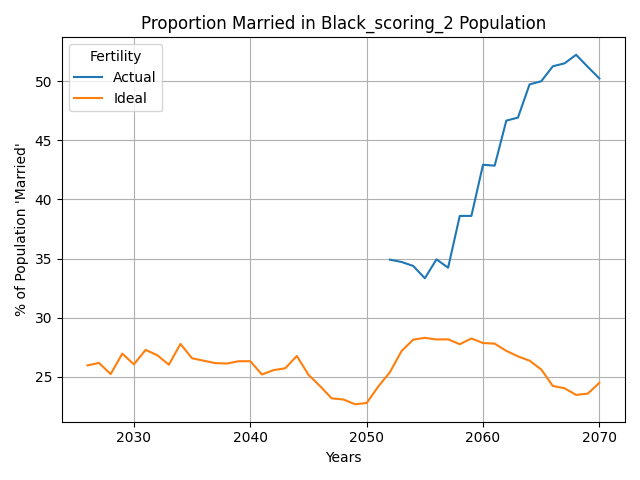 Proportion Married in Black_scoring_2 Population
Fertility
Actual
Ideal
% of Population 'Married'
50
45
40
35
30
25
2030 2040 2050 2060 2070
Years